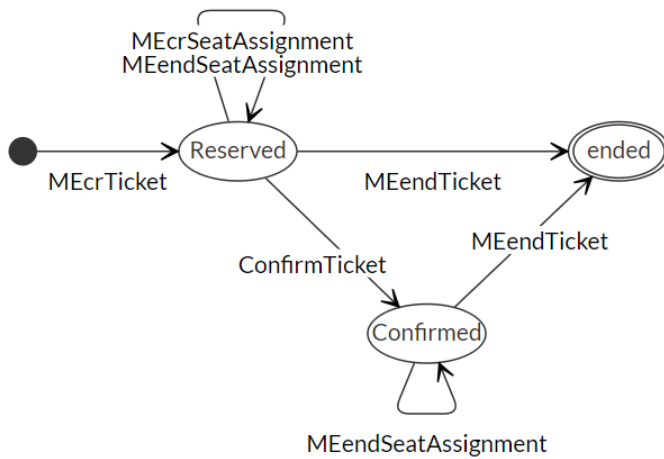 MEcrSeatAssignment
MEendSeatAssignment
Reserved
ended
MEcrTicket
MEendTicket
MEendTicket
ConfirmTicket
Confirmed
MEendSeatAssignment